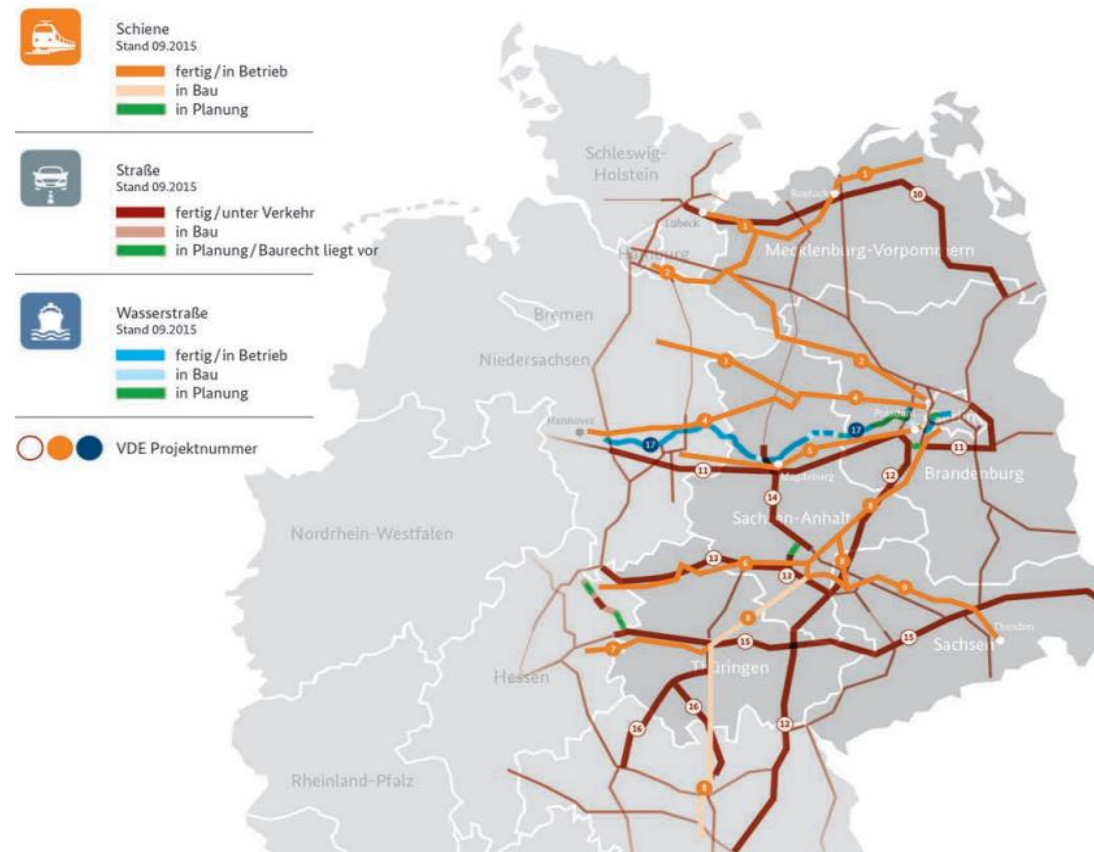 Schiene
Stand 09.2015
fertig/in Betrieb
in Bau
in Planung
Straße
Stand 09.2015
fertig/unter Verkehr
in Bau
in Planung/Baurecht liegt vor
Wasserstraße
Stand 09.2015
fertig/in Betrieb
in Bau
in Planung
VDE Projektnummer
Schleswig-
Holstein
1
Rostock
10
Lübeck
1
Mecklenburg-Vorpommern
Hamburg
2
Bremen
Niedersachsen
3
2
4
Potsdam
Hannover
4
17
17
5
11
11
Magdeburg
12
Brandenburg
14
8
Sachsen-Anhalt
Nordrhein-Westfalen
13
6
8
13
9
8
Dresden
15
15
Sachsen
7
Thüringen
Hessen
16
16
12
Rheinland-Pfalz
8